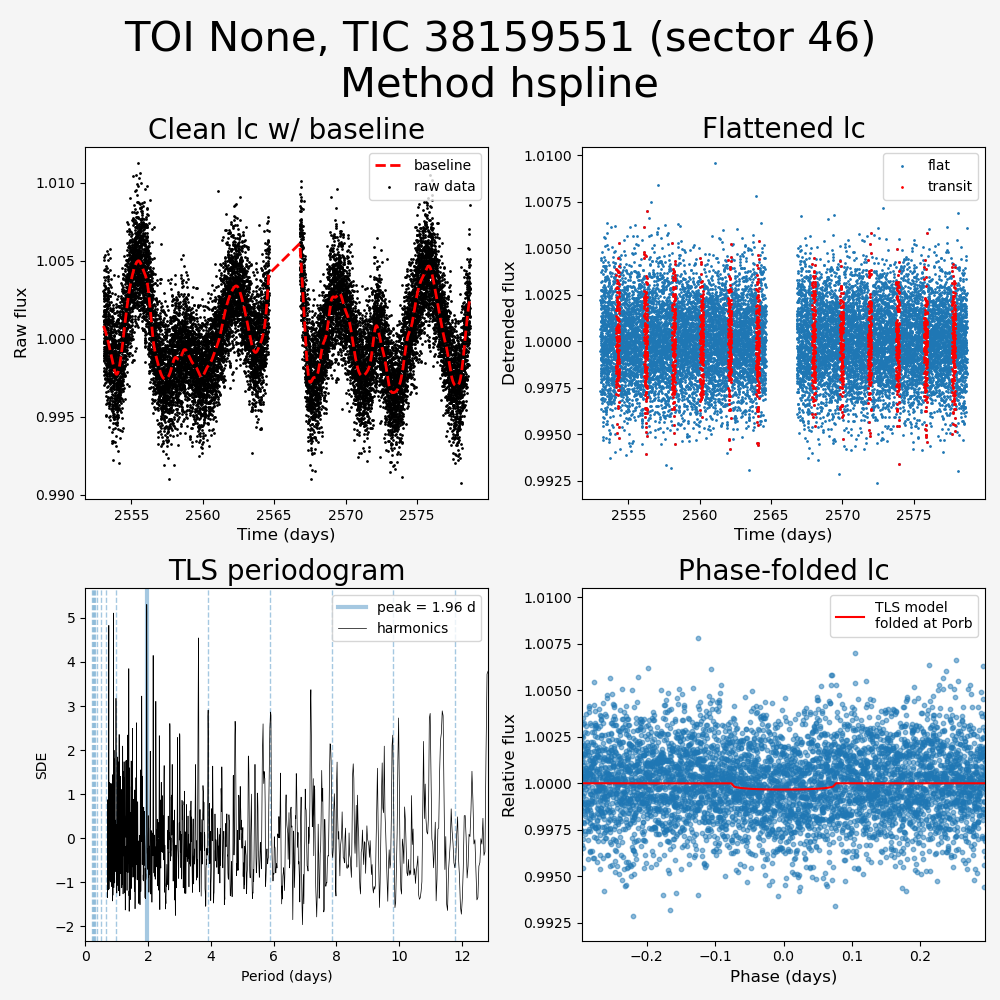 TOI None, TIC 38159551 (sector 46)
Method hspline
Clean lc w/ baseline
baseline
raw data
1.010
1.005
1.000
0.995
0.990
Raw flux
2555
2560
2565
2570
2575
Time (days)
Flattened lc
flat
transit
1.0100
1.0075
1.0050
1.0025
1.0000
0.9975
0.9950
0.9925
Detrended flux
2555
2560
2565
2570
2575
Time (days)
TLS periodogram
peak = 1.96 d
harmonics
5
4
3
2
1
0
−1
−2
SDE
0
2
4
6
8
10
12
Period (days)
Phase-folded lc
TLS model
folded at Porb
1.0100
1.0075
1.0050
1.0025
1.0000
0.9975
0.9950
0.9925
Relative flux
−0.2
−0.1
0.0
0.1
0.2
Phase (days)